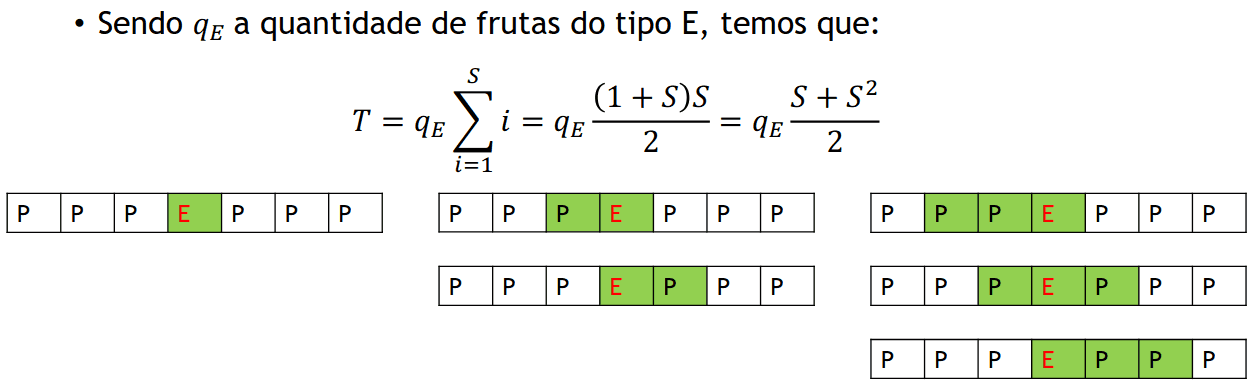 • Sendo q_E a quantidade de frutas do tipo E, temos que:
T = q_E \sum_{i=1}^{S} i = q_E \frac{(1 + S)S}{2} = q_E \frac{S + S^2}{2}
P P P E P P P
P P P E P P P
P P P E P P P
P P P E P P P
P P P E P P P
P P P E P P P